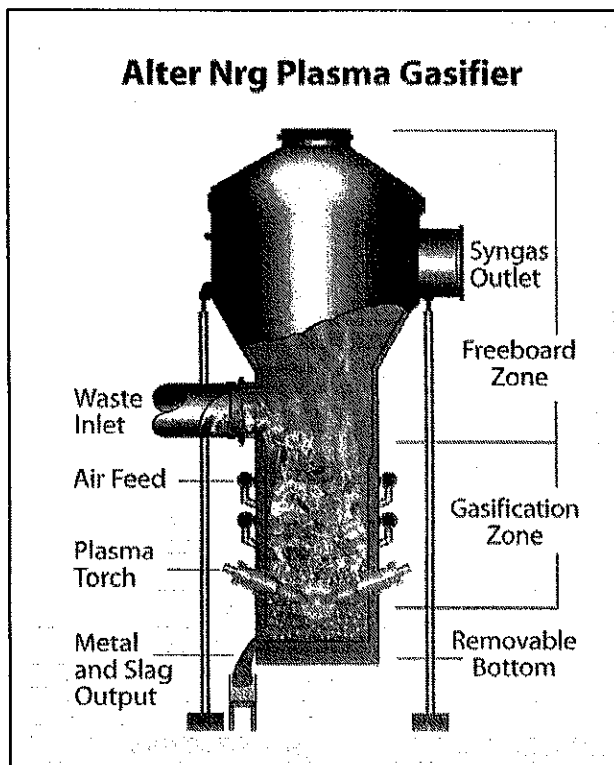 Alter Nrg Plasma Gasifier
Syngas
Outlet
Freeboard
Zone
Waste
Inlet
Air Feed
Gasification
Zone
Plasma
Torch
Metal
and Slag
Output
Removable
Bottom